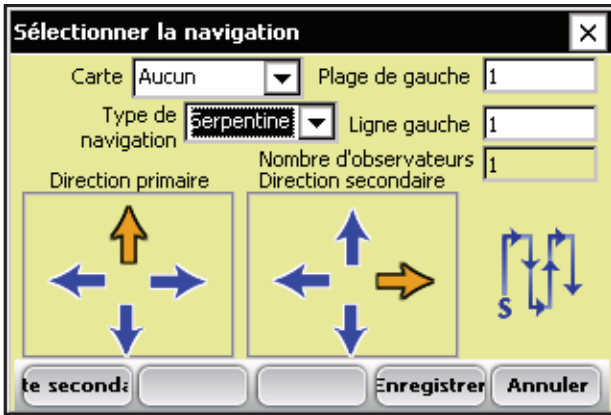 Sélectionner la navigation
Carte Aucun Plage de gauche 1
Type de navigation Serpentine Ligne gauche 1
Nombre d'observateurs 1
Direction primaire Direction secondaire
S
te seconda Enregistrer Annuler